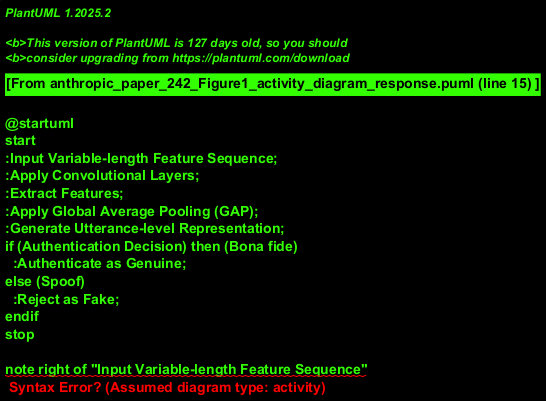 PlantUML 1.2025.2
<b>This version of PlantUML is 127 days old, so you should
<b>consider upgrading from https://plantuml.com/download
[From anthropic_paper_242_Figure1_activity_diagram_response.puml (line 15) ]
@startuml
start
:Input Variable-length Feature Sequence;
:Apply Convolutional Layers;
:Extract Features;
:Apply Global Average Pooling (GAP);
:Generate Utterance-level Representation;
if (Authentication Decision) then (Bona fide)
  :Authenticate as Genuine;
else (Spoof)
  :Reject as Fake;
endif
stop
note right of "Input Variable-length Feature Sequence"
 Syntax Error? (Assumed diagram type: activity)